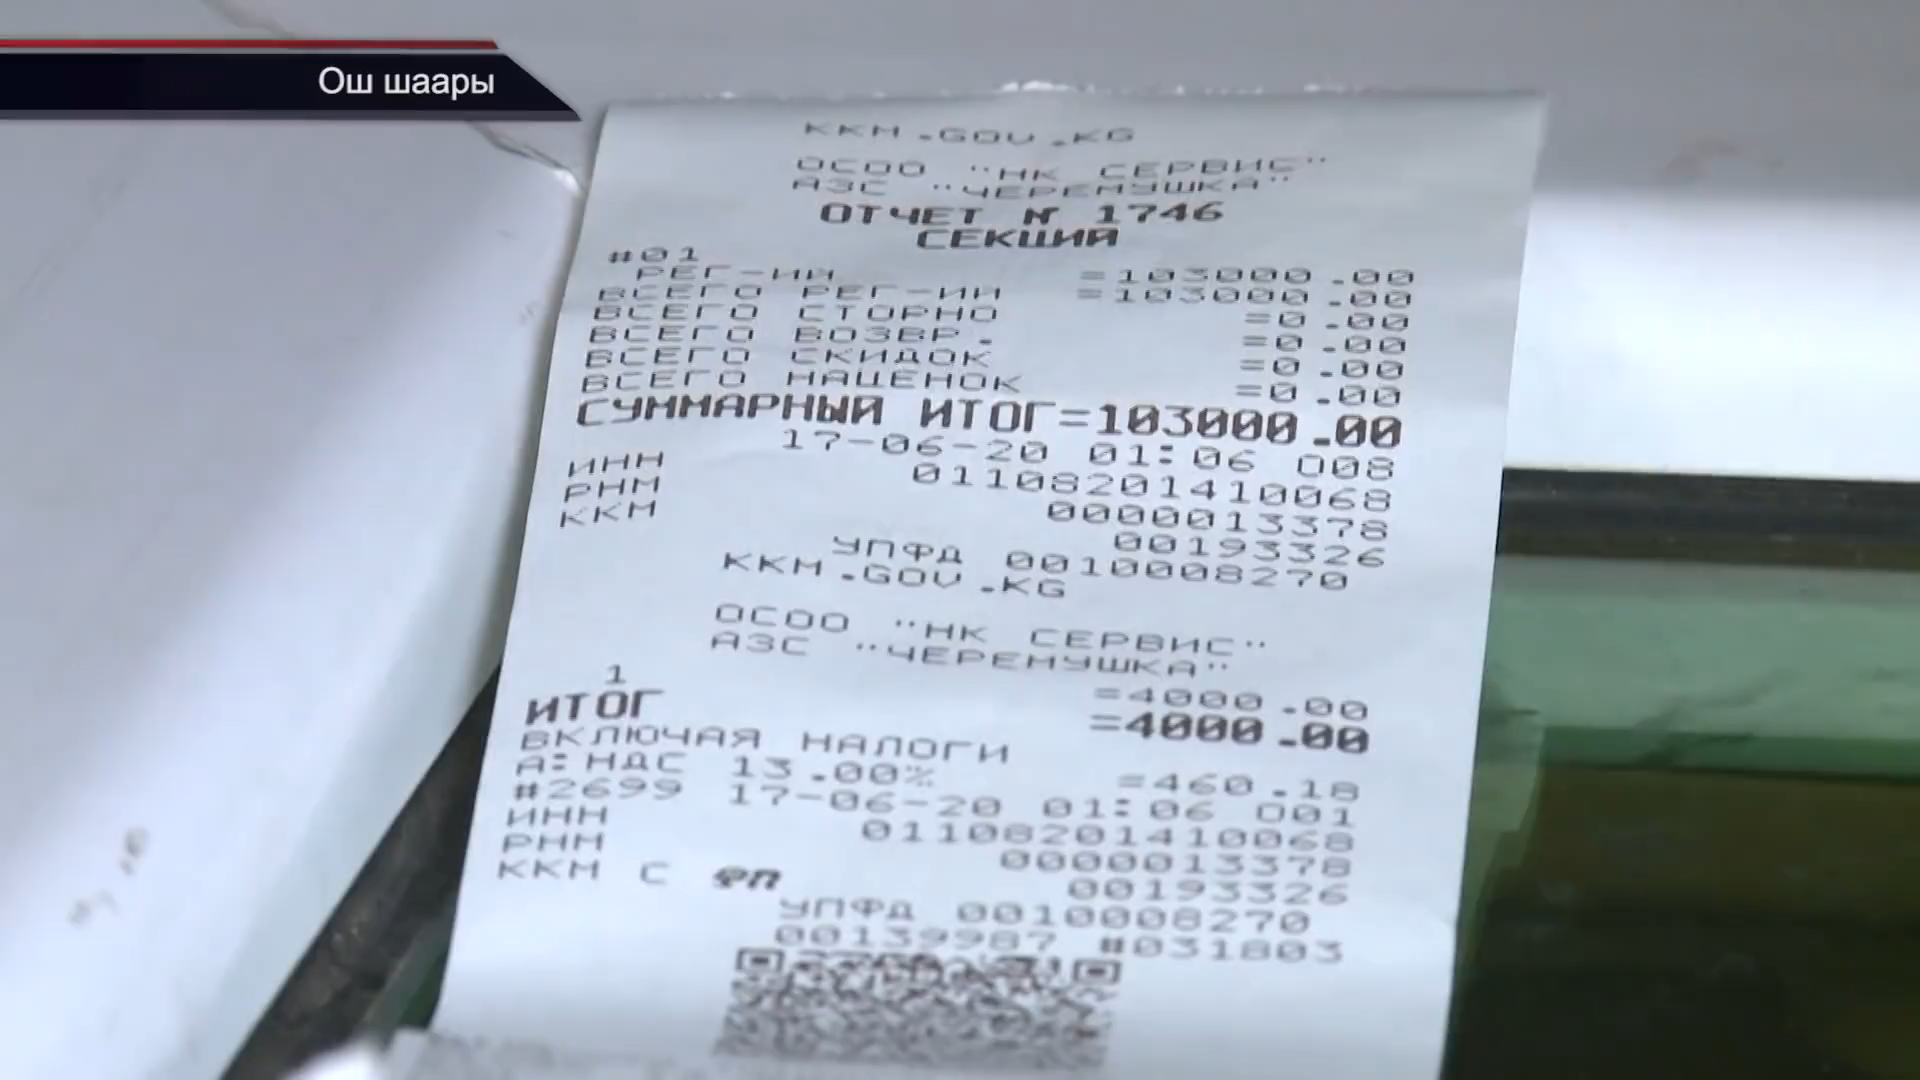 Ош шаары
ККМ.GOV.KG
ОСОО "НК СЕРВИС"
АЗС "ЧЕРЕМУШКА"
ОТЧЕТ № 1746
СЕКЦИЙ
#01
РЕГ-ИИ =103000.00
ВСЕГО РЕГ-ИИ =103000.00
ВСЕГО СТОРНО =0.00
ВСЕГО ВОЗВР. =0.00
ВСЕГО СКИДОК =0.00
ВСЕГО НАЦЕНОК =0.00
СУММАРНЫЙ ИТОГ=103000.00
17-06-20 01:06 008
ИНН 01108201410068
РНМ 0000013378
ККМ 00193326
УПФД 0010008270
ККМ.GOV.KG
ОСОО "НК СЕРВИС"
АЗС "ЧЕРЕМУШКА"
1 =4000.00
ИТОГ =4000.00
ВКЛЮЧАЯ НАЛОГИ
А:НДС 13.00% =460.18
#2699 17-06-20 01:06 001
ИНН 01108201410068
РНМ 0000013378
ККМ С ФП 00193326
УПФД 0010008270
00139987 #031803